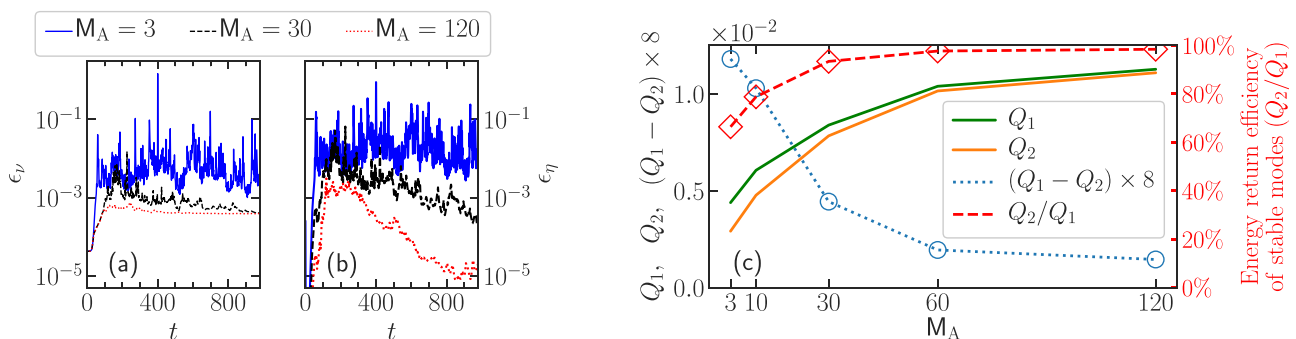 M_A = 3 M_A = 30 M_A = 120
ϵ_ν
10^−1
10^−3
10^−5
(a)
0 400 800
t
(b)
0 400 800
t
10^−1
10^−3
10^−5
ϵ_η
×10^−2
Q_1, Q_2, (Q_1 − Q_2) × 8
1.0
0.5
0.0
Q_1
Q_2
(Q_1 − Q_2) × 8
Q_2/Q_1
(c)
3 10 30 60 120
M_A
100%
80%
60%
40%
20%
0%
Energy return efficiency
of stable modes (Q_2/Q_1)